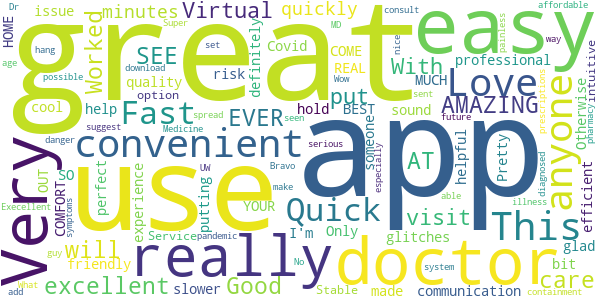 Dr
issue
minutes
Virtual
quickly
Super
MD
consult
affordable
HOME
Worked
SEE
definitely
Covid
COME
Wow
nice
way
age
hang
set
REAL
painless
possible
download
quality
risk
MUCH
professional
intuitive
great
easy
cool
option
With
hold
Love
prescriptions
Fast
put
BEST
sent
anyone
Otherwise
help
EVER
sound
AMAZING
suggest
Medicine
spread
seen
someone
future
pharmacy
danger
convenient
AT
helpful
Pretty
Very
SO
UW
serious
app
diagnosed
OUT
COMFORT
perfect
Bravo
especially
able
illness
efficient
Execellent
symptoms
experience
use
putting
YOUR
make
Quick
visit
This
will
really
I'm
Only
glitches
glad
guy
friendly
Service
pandemic
doctor
bit
What
excellent
slower
Good
No
Stable
made
system
communication
care
add
containment